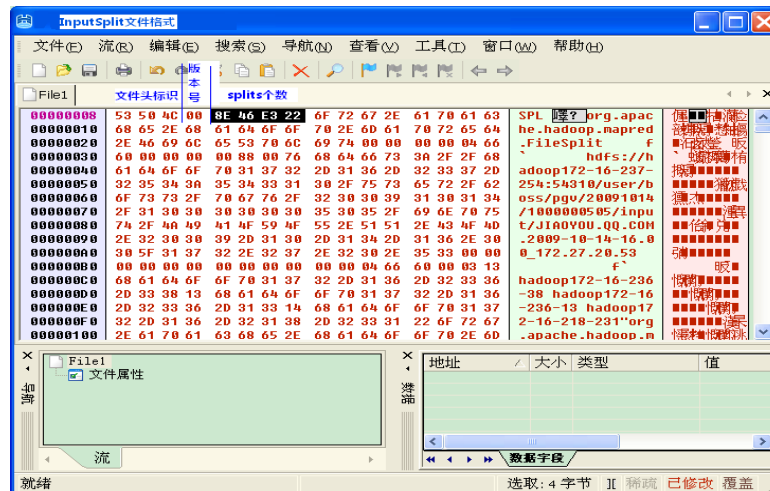 InputSplit文件格式
文件(F) 流(R) 编辑(E) 搜索(S) 导航(N) 查看(V) 工具(T) 窗口(W) 帮助(H)
File1 文件头标识 版本号 splits个数
00000008 53 50 4C 00 8E 46 E3 22 6F 72 67 2E 61 70 61 63 SPL org.apac
00000010 68 65 2E 68 61 64 6F 6F 70 2E 6D 61 70 72 65 64 he.hadoop.mapred
00000020 2E 46 69 6C 65 53 70 6C 69 74 00 00 00 00 04 66 .FileSplit f
00000030 60 00 00 00 00 88 00 76 68 64 66 73 3A 2F 2F 68 ` hdfs://h
00000040 61 64 6F 6F 70 31 37 32 2D 31 36 2D 32 33 37 2D adoop172-16-237-
00000050 32 35 34 3A 35 34 33 31 30 2F 75 73 65 72 2F 62 254:54310/user/b
00000060 6F 73 73 2F 70 67 76 2F 32 30 30 39 31 30 31 34 oss/pgv/20091014
00000070 2F 31 30 30 30 30 30 30 35 30 35 2F 69 6E 70 75 /1000000505/inpu
00000080 74 2F 4A 49 41 4F 59 4F 55 2E 51 51 2E 43 4F 4D t/JIAOYOU.QQ.COM
00000090 2E 32 30 30 39 2D 31 30 2D 31 34 2D 31 36 2E 30 .2009-10-14-16.0
000000A0 30 5F 31 37 32 2E 32 37 2E 32 30 2E 35 33 00 00 0_172.27.20.53
000000B0 00 00 00 00 00 00 00 00 00 00 04 66 60 00 03 13 f`
000000C0 68 61 64 6F 6F 70 31 37 32 2D 31 36 2D 32 33 36 hadoop172-16-236
000000D0 2D 33 38 13 68 61 64 6F 6F 70 31 37 32 2D 31 36 -38 hadoop172-16
000000E0 2D 32 33 36 2D 31 33 14 68 61 64 6F 6F 70 31 37 -236-13 hadoop17
000000F0 32 2D 31 36 2D 32 31 38 2D 32 33 31 22 6F 72 67 2-16-218-231"org
00000100 2E 61 70 61 63 68 65 2E 68 61 64 6F 6F 70 2E 6D .apache.hadoop.m
File1
文件属性
导航
流
数据
地址 大小 类型 值
数据字段
就绪 选取: 4 字节 稀疏 已修改 覆盖